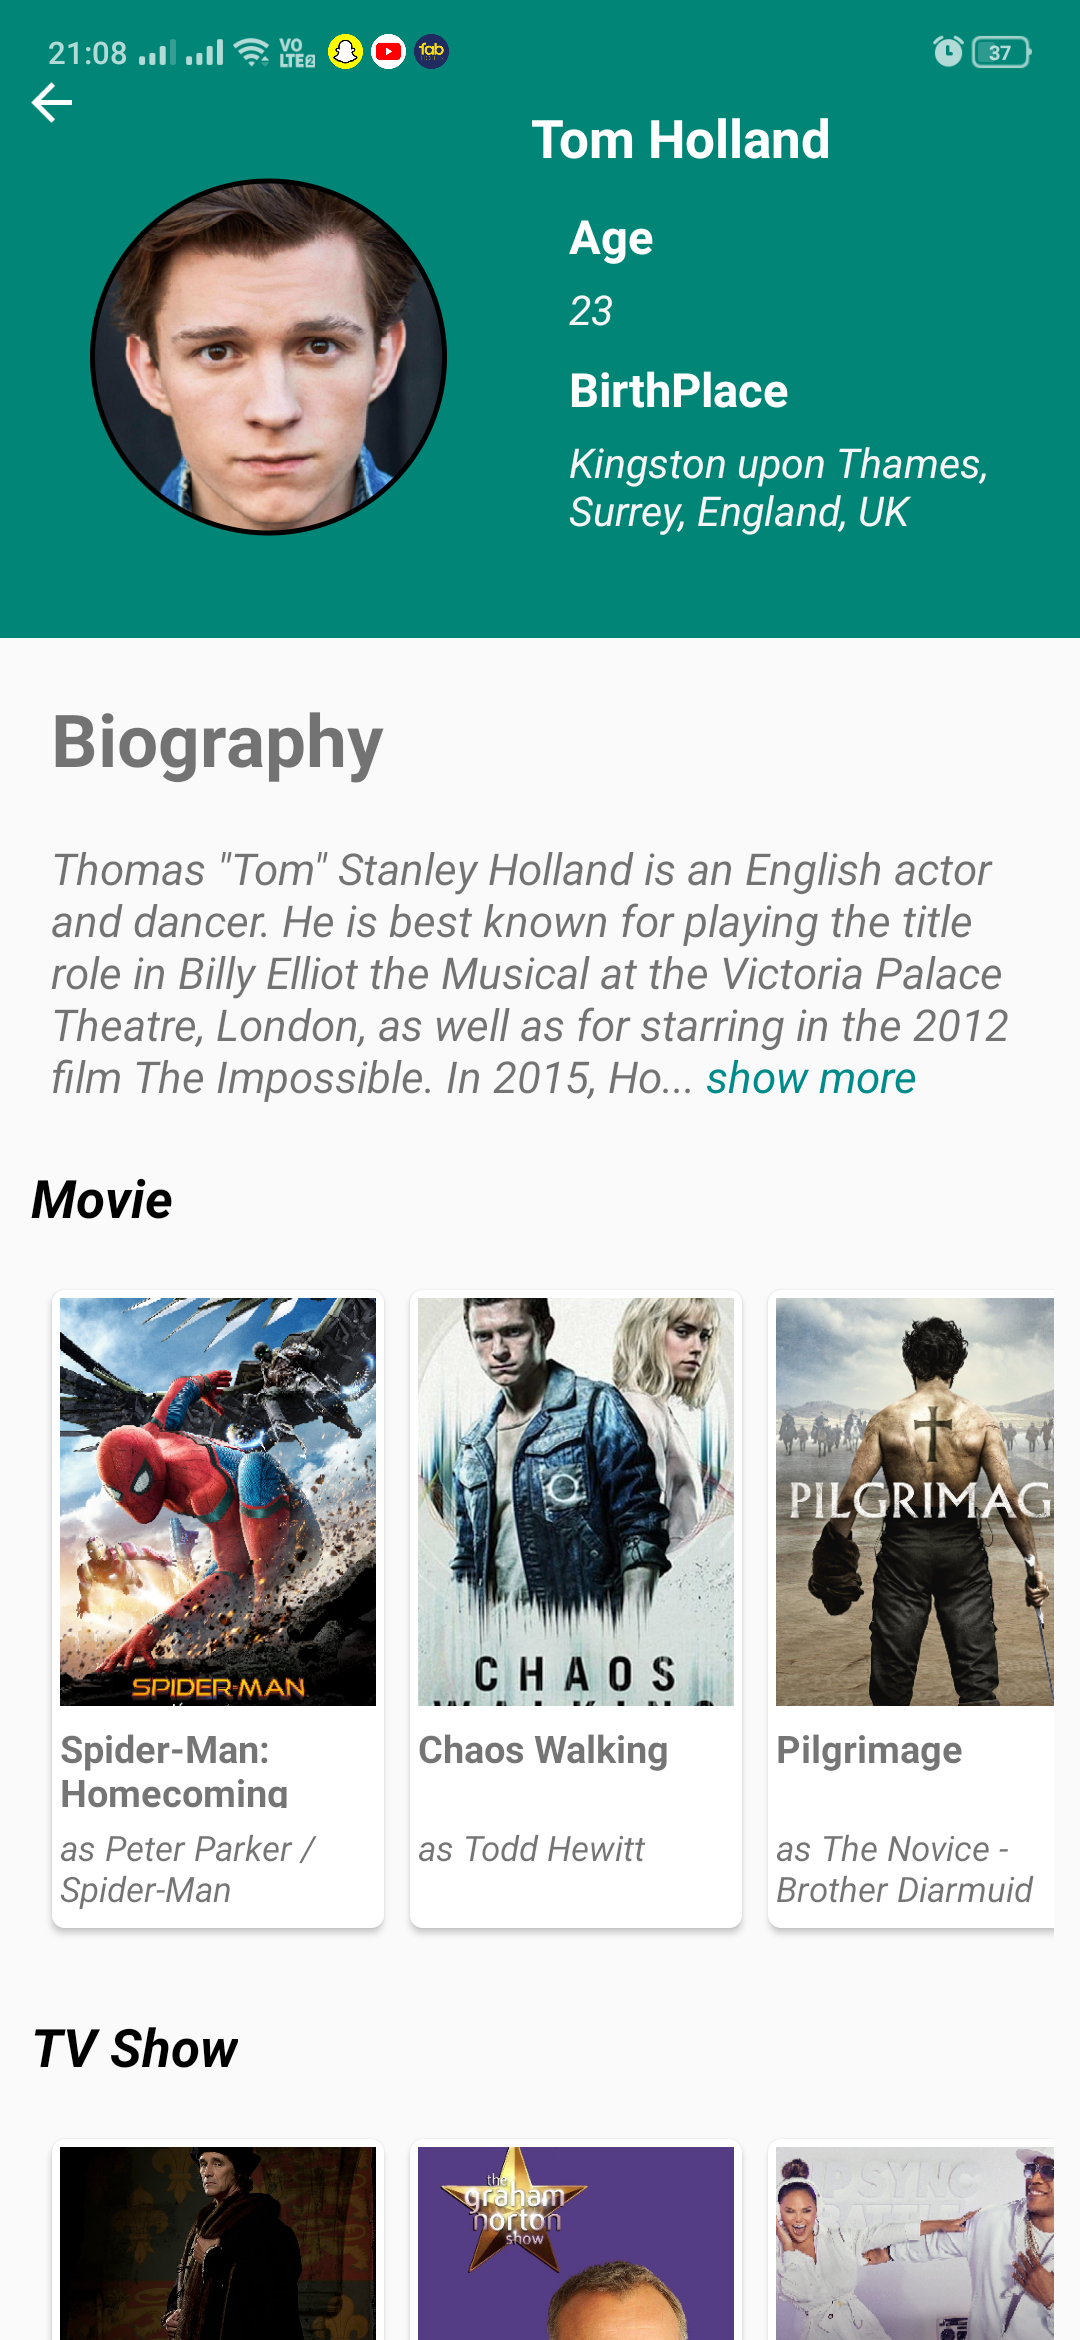 21:08
VO
LTE2
fab
37
Tom Holland
Age
23
BirthPlace
Kingston upon Thames,
Surrey, England, UK
Biography
Thomas "Tom" Stanley Holland is an English actor
and dancer. He is best known for playing the title
role in Billy Elliot the Musical at the Victoria Palace
Theatre, London, as well as for starring in the 2012
film The Impossible. In 2015, Ho... show more
Movie
SPIDER-MAN
CHAOS
WALKING
PILGRIMAG
Spider-Man:
Homecoming
as Peter Parker /
Spider-Man
Chaos Walking
as Todd Hewitt
Pilgrimage
as The Novice -
Brother Diarmuid
TV Show
the
graham
norton
show
P SYNC